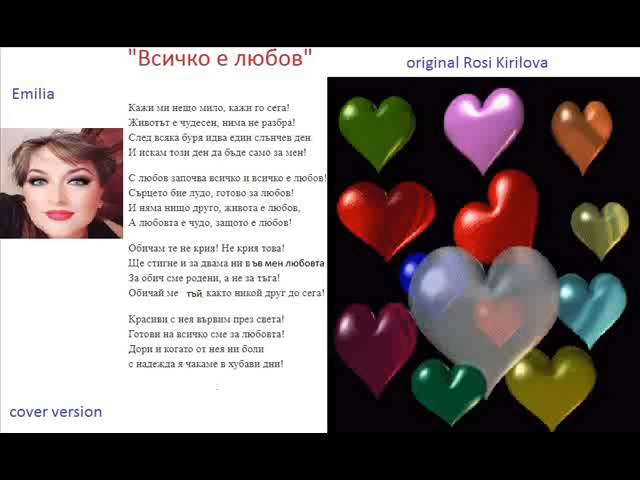 "Всичко е любов"
original Rosi Kirilova
Emilia
Кажи ми нещо мило, кажи го сега!
Животът е чудесен, нима не разбра!
След всяка буря идва един слънчев ден
И искам този ден да бъде само за мен!
С любов започва всичко и всичко е любов!
Сърцето бие лудо, готово за любов!
И няма нищо друго, живота е любов,
А любовта е чудо, защото е любов!
Обичам те не крия! Не крия това!
Ще стигне и за двама ни във мен любовта
За обич сме родени, а не за тъга!
Обичай ме тъй, както никой друг до сега!
Красиви с нея вървим през света!
Готови на всичко сме за любовта!
Дори и когато от нея ни боли
с надежда я чакаме в хубави дни!
cover version